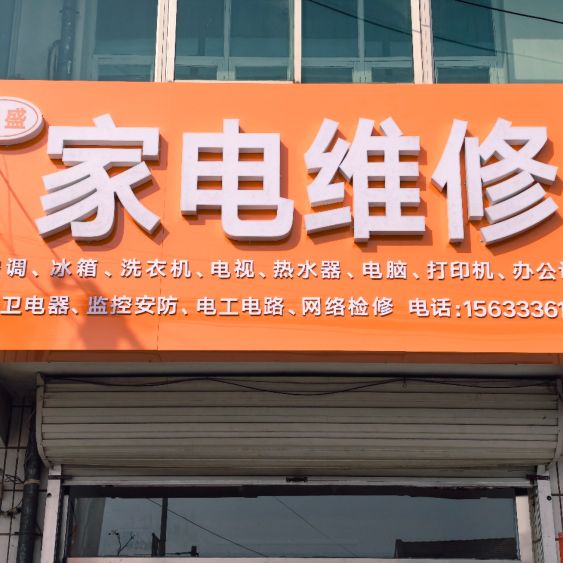 盛
家电维修
调、冰箱、洗衣机、电视、热水器、电脑、打印机、办公
卫电器、监控安防、电工电路、网络检修 电话:15633361